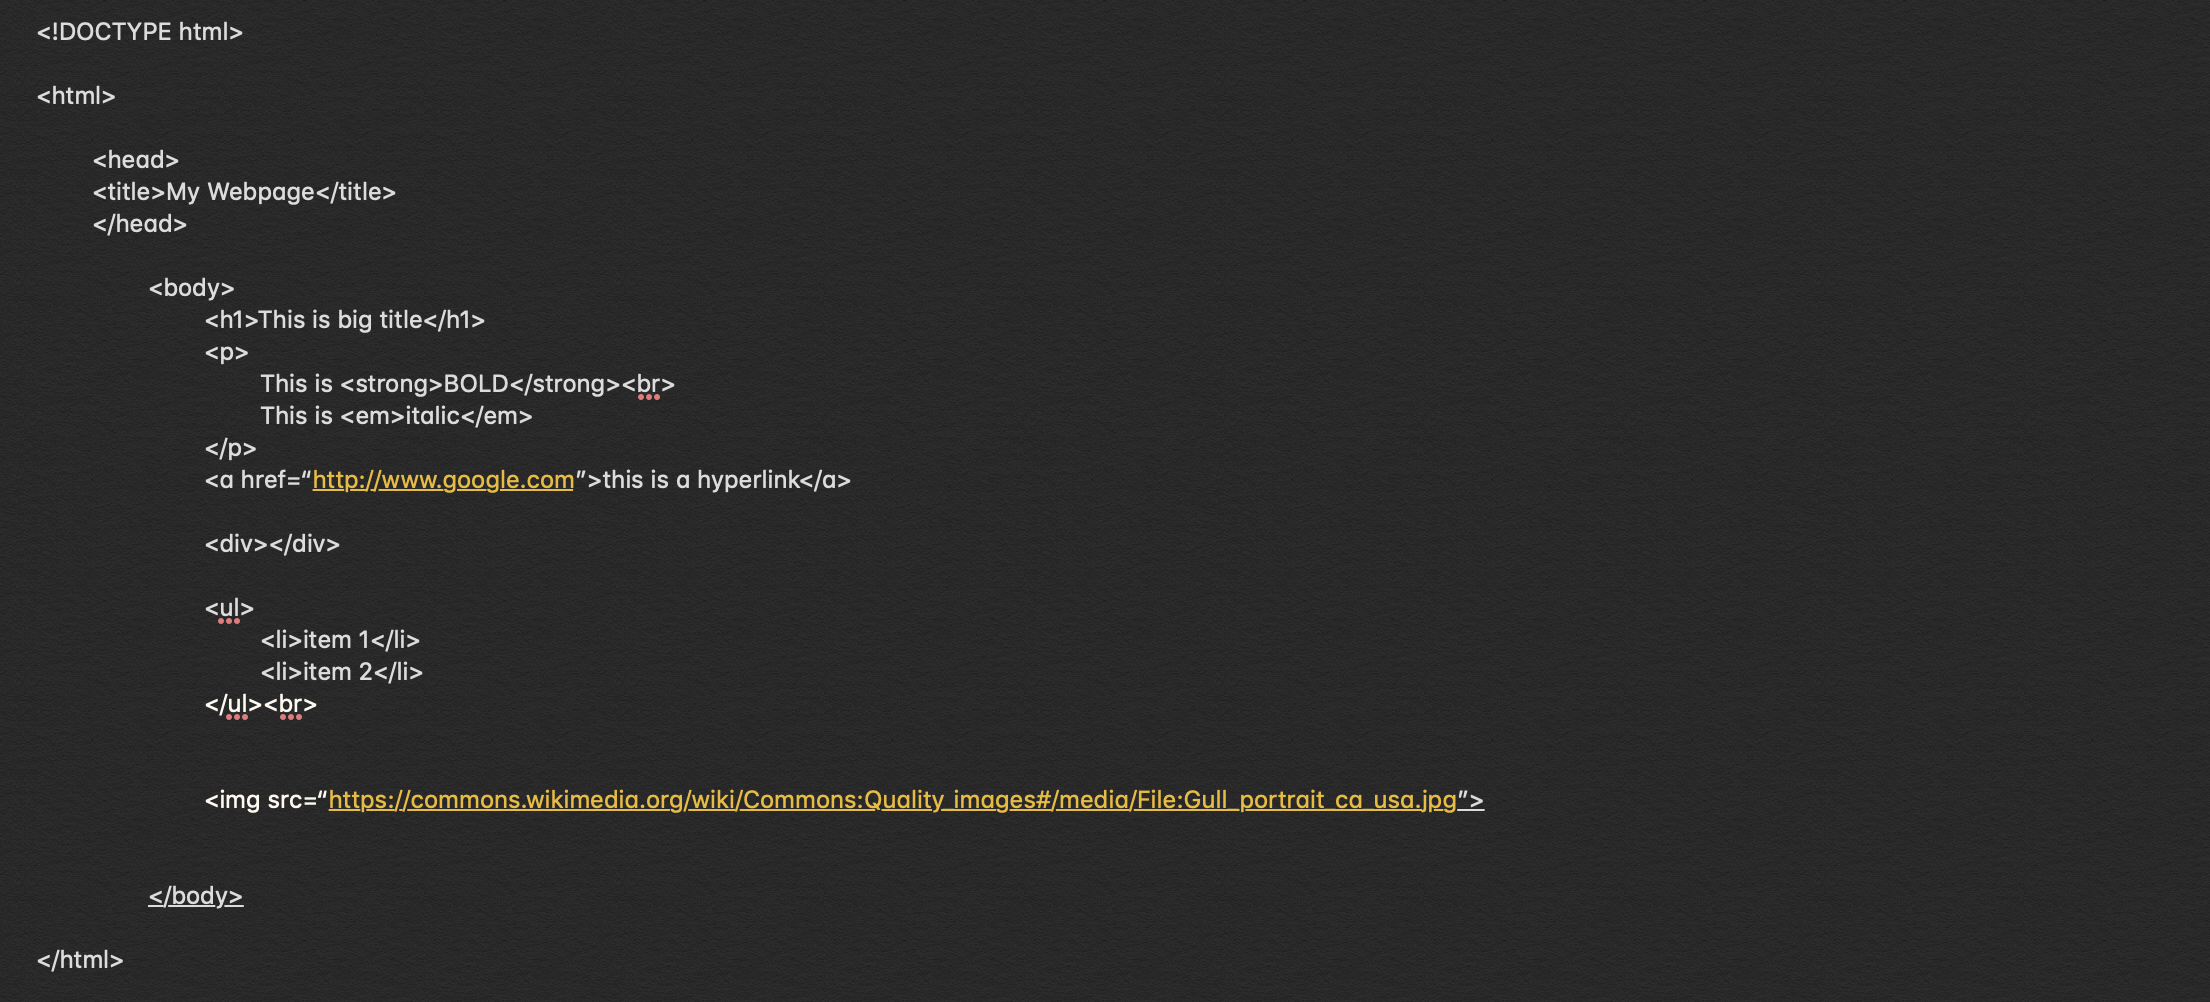 <!DOCTYPE html>
<html>
<head>
<title>My Webpage</title>
</head>
<body>
<h1>This is big title</h1>
<p>
This is <strong>BOLD</strong><br>
This is <em>italic</em>
</p>
<a href=“http://www.google.com”>this is a hyperlink</a>
<div></div>
<ul>
<li>item 1</li>
<li>item 2</li>
</ul><br>
<img src=“https://commons.wikimedia.org/wiki/Commons:Quality_images#/media/File:Gull_portrait_ca_usa.jpg”>
</body>
</html>